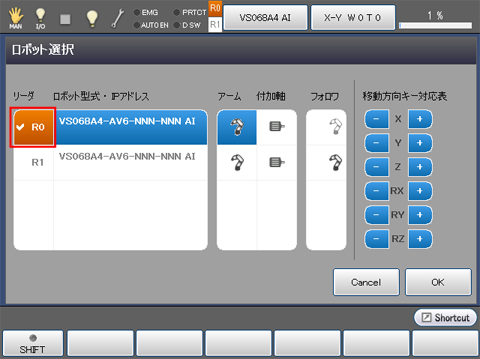 MAN
I/O
EMG
AUTO EN
PRTCT
D SW
R0
R1
VS068A4 AI
X-Y W 0 T 0
1 %
ロボット選択
リーダ ロボット型式・IPアドレス アーム 付加軸 フォロワ 移動方向キー対応表
R0 VS068A4-AV6-NNN-NNN AI
R1 VS068A4-AV6-NNN-NNN AI
- X +
- Y +
- Z +
- RX +
- RY +
- RZ +
Cancel OK
Shortcut
SHIFT